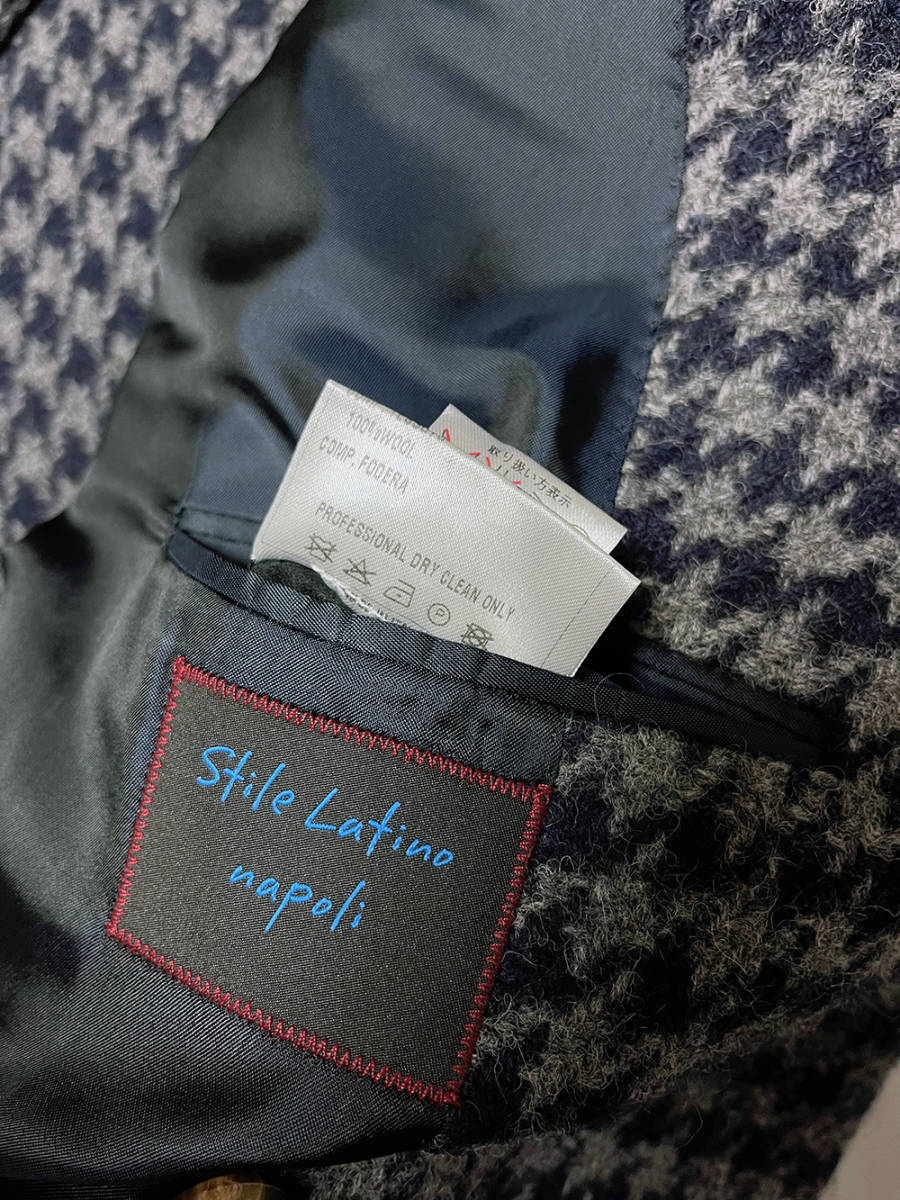 100%WOOL
COMP. FODERA
PROFESSIONAL DRY CLEAN ONLY
取り扱い方表示
Stile Latino
napoli